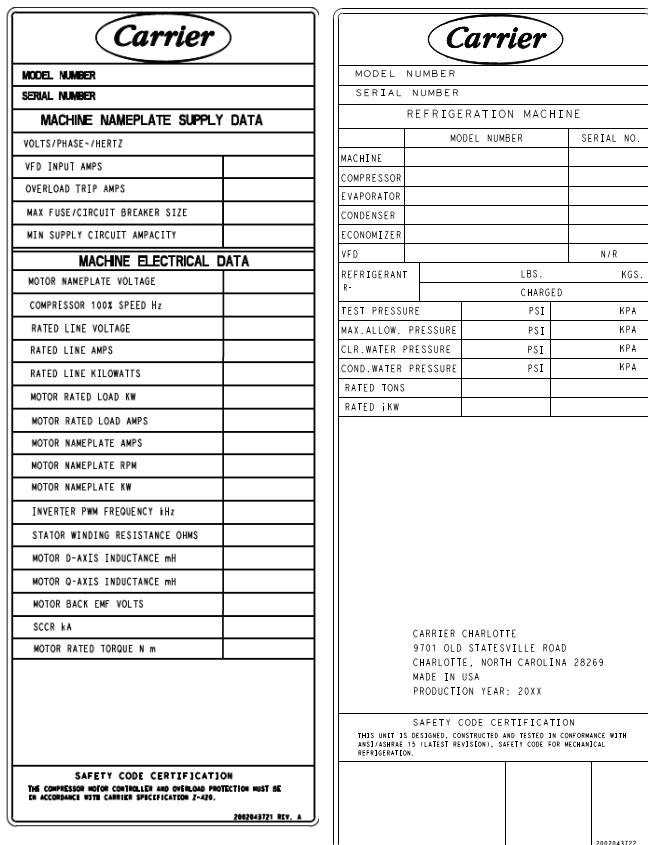 Carrier
MODEL NUMBER
SERIAL NUMBER
MACHINE NAMEPLATE SUPPLY DATA
VOLTS/PHASE~/HERTZ
VFD INPUT AMPS
OVERLOAD TRIP AMPS
MAX FUSE/CIRCUIT BREAKER SIZE
MIN SUPPLY CIRCUIT AMPACITY
MACHINE ELECTRICAL DATA
MOTOR NAMEPLATE VOLTAGE
COMPRESSOR 100% SPEED Hz
RATED LINE VOLTAGE
RATED LINE AMPS
RATED LINE KILOWATTS
MOTOR RATED LOAD KW
MOTOR RATED LOAD AMPS
MOTOR NAMEPLATE AMPS
MOTOR NAMEPLATE RPM
MOTOR NAMEPLATE KW
INVERTER PWM FREQUENCY kHz
STATOR WINDING RESISTANCE OHMS
MOTOR D-AXIS INDUCTANCE mH
MOTOR Q-AXIS INDUCTANCE mH
MOTOR BACK EMF VOLTS
SCCR kA
MOTOR RATED TORQUE N m
SAFETY CODE CERTIFICATION
THE COMPRESSOR MOTOR CONTROLLER AND OVERLOAD PROTECTION MUST BE
IN ACCORDANCE WITH CARRIER SPECIFICATION Z-420.
2002043721 REV. A
Carrier
MODEL NUMBER
SERIAL NUMBER
REFRIGERATION MACHINE
MODEL NUMBER SERIAL NO.
MACHINE
COMPRESSOR
EVAPORATOR
CONDENSER
ECONOMIZER
VFD N/R
REFRIGERANT LBS. KGS.
R- CHARGED
TEST PRESSURE PSI KPA
MAX.ALLOW. PRESSURE PSI KPA
CLR.WATER PRESSURE PSI KPA
COND.WATER PRESSURE PSI KPA
RATED TONS
RATED iKW
CARRIER CHARLOTTE
9701 OLD STATESVILLE ROAD
CHARLOTTE, NORTH CAROLINA 28269
MADE IN USA
PRODUCTION YEAR: 20XX
SAFETY CODE CERTIFICATION
THIS UNIT IS DESIGNED, CONSTRUCTED AND TESTED IN CONFORMANCE WITH
ANSI/ASHRAE 15 (LATEST REVISION), SAFETY CODE FOR MECHANICAL
REFRIGERATION.
2002043722